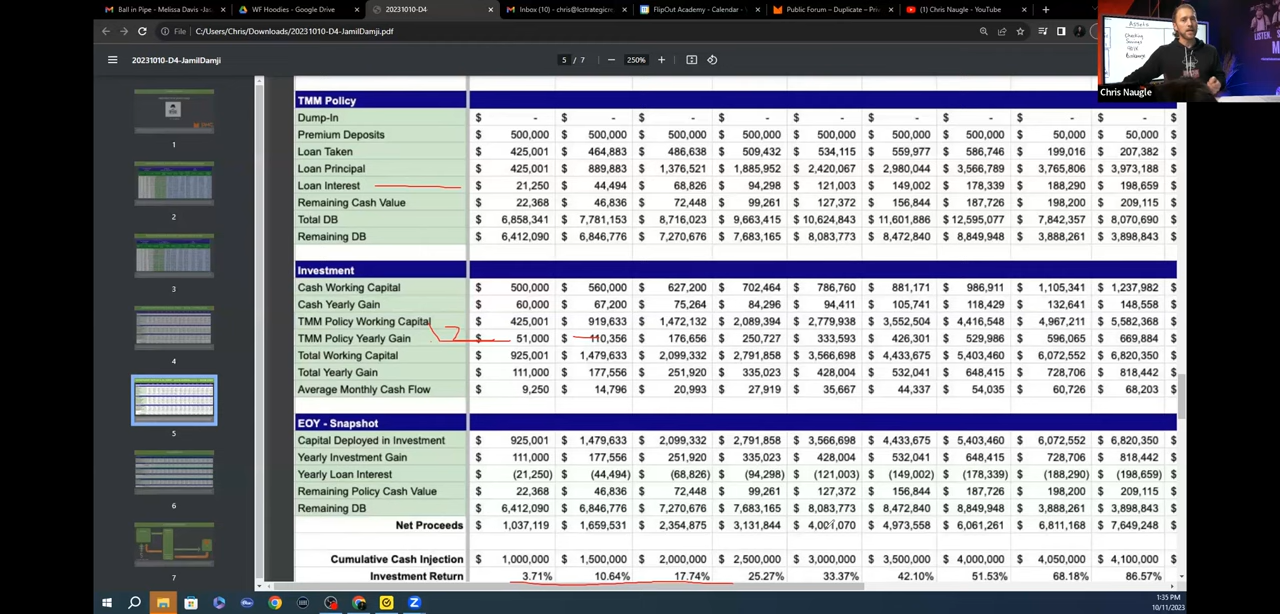 Ball in Pipe - Melissa Davis
WF Hoodies - Google Drive
20231010-D4
Inbox (10) - chris@lcstrategicre
FlipOut Academy - Calendar -
Public Forum – Duplicate – Pri
(1) Chris Naugle - YouTube
File C:/Users/Chris/Downloads/20231010-D4-JamilDamji.pdf
20231010-D4-JamilDamji 5 / 7 250%
Chris Naugle
1
2
3
4
5
6
7
TMM Policy
Dump-In $ - $ - $ - $ - $ - $ - $ - $ - $ - $
Premium Deposits $ 500,000 $ 500,000 $ 500,000 $ 500,000 $ 500,000 $ 500,000 $ 500,000 $ 50,000 $ 50,000 $
Loan Taken $ 425,001 $ 464,883 $ 486,638 $ 509,432 $ 534,115 $ 559,977 $ 586,746 $ 199,016 $ 207,382 $
Loan Principal $ 425,001 $ 889,883 $ 1,376,521 $ 1,885,952 $ 2,420,067 $ 2,980,044 $ 3,566,789 $ 3,765,806 $ 3,973,188 $
Loan Interest $ 21,250 $ 44,494 $ 68,826 $ 94,298 $ 121,003 $ 149,002 $ 178,339 $ 188,290 $ 198,659 $
Remaining Cash Value $ 22,368 $ 46,836 $ 72,448 $ 99,261 $ 127,372 $ 156,844 $ 187,726 $ 198,200 $ 209,115 $
Total DB $ 6,858,341 $ 7,781,153 $ 8,716,023 $ 9,663,415 $ 10,624,843 $ 11,601,886 $ 12,595,077 $ 7,842,357 $ 8,070,690 $
Remaining DB $ 6,412,090 $ 6,846,776 $ 7,270,676 $ 7,683,165 $ 8,083,773 $ 8,472,840 $ 8,849,948 $ 3,888,261 $ 3,898,843 $
Investment
Cash Working Capital $ 500,000 $ 560,000 $ 627,200 $ 702,464 $ 786,760 $ 881,171 $ 986,911 $ 1,105,341 $ 1,237,982 $
Cash Yearly Gain $ 60,000 $ 67,200 $ 75,264 $ 84,296 $ 94,411 $ 105,741 $ 118,429 $ 132,641 $ 148,558 $
TMM Policy Working Capital $ 425,001 $ 919,633 $ 1,472,132 $ 2,089,394 $ 2,779,938 $ 3,552,504 $ 4,416,548 $ 4,967,211 $ 5,582,368 $
TMM Policy Yearly Gain $ 51,000 $ 110,356 $ 176,656 $ 250,727 $ 333,593 $ 426,301 $ 529,986 $ 596,065 $ 669,884 $
Total Working Capital $ 925,001 $ 1,479,633 $ 2,099,332 $ 2,791,858 $ 3,566,698 $ 4,433,675 $ 5,403,460 $ 6,072,552 $ 6,820,350 $
Total Yearly Gain $ 111,000 $ 177,556 $ 251,920 $ 335,023 $ 428,004 $ 532,041 $ 648,415 $ 728,706 $ 818,442 $
Average Monthly Cash Flow $ 9,250 $ 14,796 $ 20,993 $ 27,919 $ 35,667 $ 44,337 $ 54,035 $ 60,726 $ 68,203 $
EOY - Snapshot
Capital Deployed in Investment $ 925,001 $ 1,479,633 $ 2,099,332 $ 2,791,858 $ 3,566,698 $ 4,433,675 $ 5,403,460 $ 6,072,552 $ 6,820,350 $
Yearly Investment Gain $ 111,000 $ 177,556 $ 251,920 $ 335,023 $ 428,004 $ 532,041 $ 648,415 $ 728,706 $ 818,442 $
Yearly Loan Interest $ (21,250) $ (44,494) $ (68,826) $ (94,298) $ (121,003) $ (149,002) $ (178,339) $ (188,290) $ (198,659) $
Remaining Policy Cash Value $ 22,368 $ 46,836 $ 72,448 $ 99,261 $ 127,372 $ 156,844 $ 187,726 $ 198,200 $ 209,115 $
Remaining DB $ 6,412,090 $ 6,846,776 $ 7,270,676 $ 7,683,165 $ 8,083,773 $ 8,472,840 $ 8,849,948 $ 3,888,261 $ 3,898,843 $
Net Proceeds $ 1,037,119 $ 1,659,531 $ 2,354,875 $ 3,131,844 $ 4,001,070 $ 4,973,558 $ 6,061,261 $ 6,811,168 $ 7,649,248 $
Cumulative Cash Injection $ 1,000,000 $ 1,500,000 $ 2,000,000 $ 2,500,000 $ 3,000,000 $ 3,500,000 $ 4,000,000 $ 4,050,000 $ 4,100,000 $
Investment Return 3.71% 10.64% 17.74% 25.27% 33.37% 42.10% 51.53% 68.18% 86.57%
1:35 PM
10/11/2023